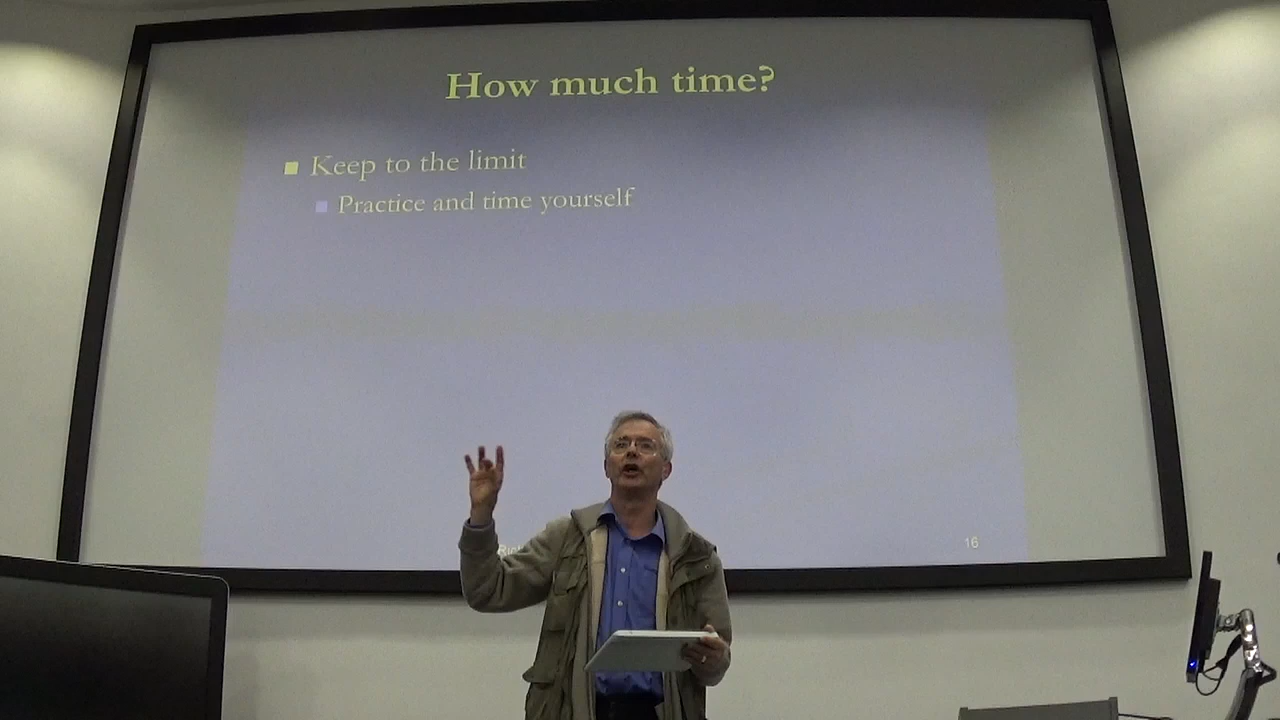 How much time?
Keep to the limit
Practice and time yourself
16